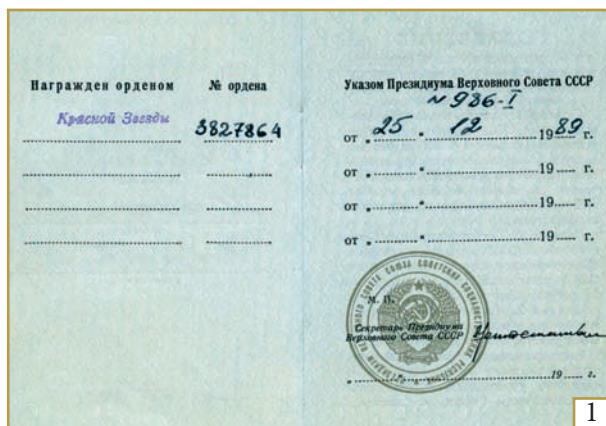 Награжден орденом № ордена
Красной Звезды 3827864
Указом Президиума Верховного Совета СССР
№ 986-I
от „ 25 “ 12 1989 г.
от „ “ 19 г.
от „ “ 19 г.
от „ “ 19 г.
М. П.
Секретарь Президиума
Верховного Совета СССР
„ “ 19 г.
1